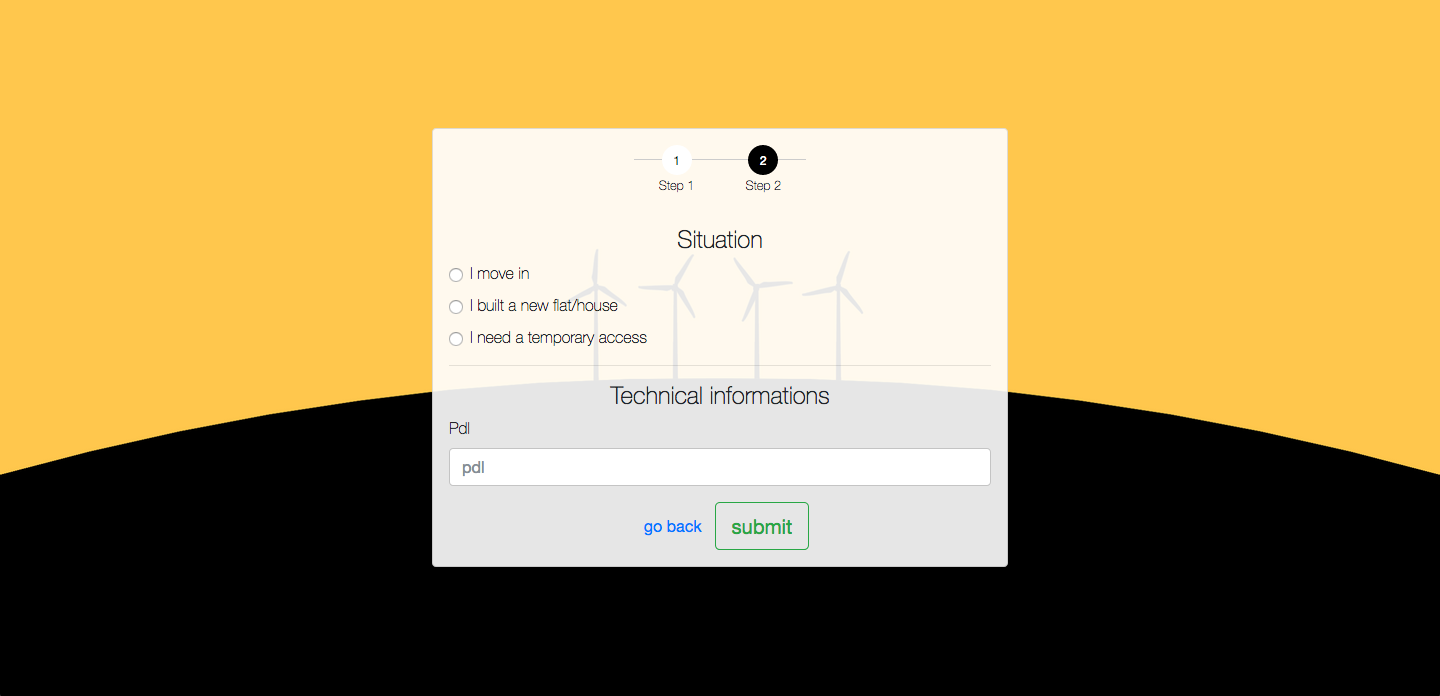 1 2
Step 1 Step 2
Situation
I move in
I built a new flat/house
I need a temporary access
Technical informations
Pdl
pdl
go back submit